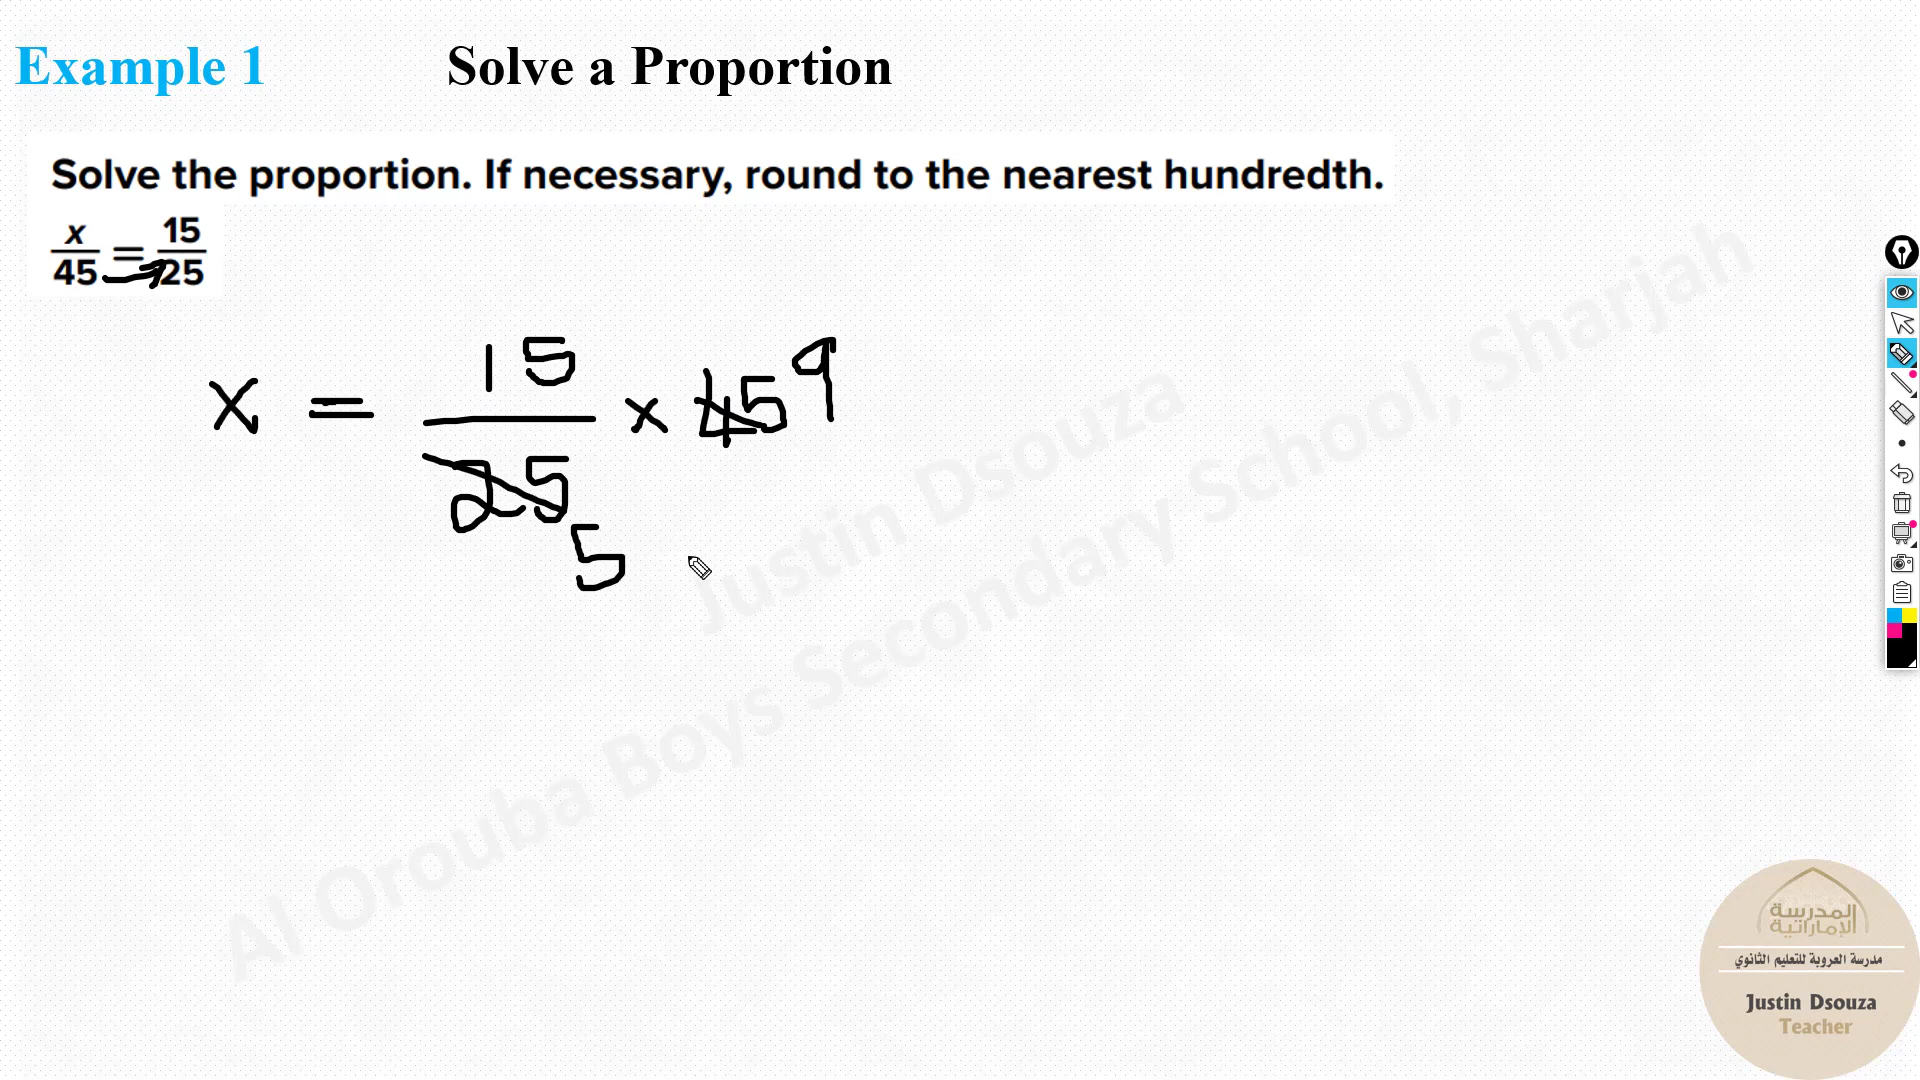 Example 1 Solve a Proportion
Solve the proportion. If necessary, round to the nearest hundredth.
x/45 = 15/25
x = 15/25 × 45 9
5
Justin Dsouza
Al Orouba Boys Secondary School, Sharjah
المدرسة
الإماراتية
مدرسة العروبة للتعليم الثانوي
Justin Dsouza
Teacher